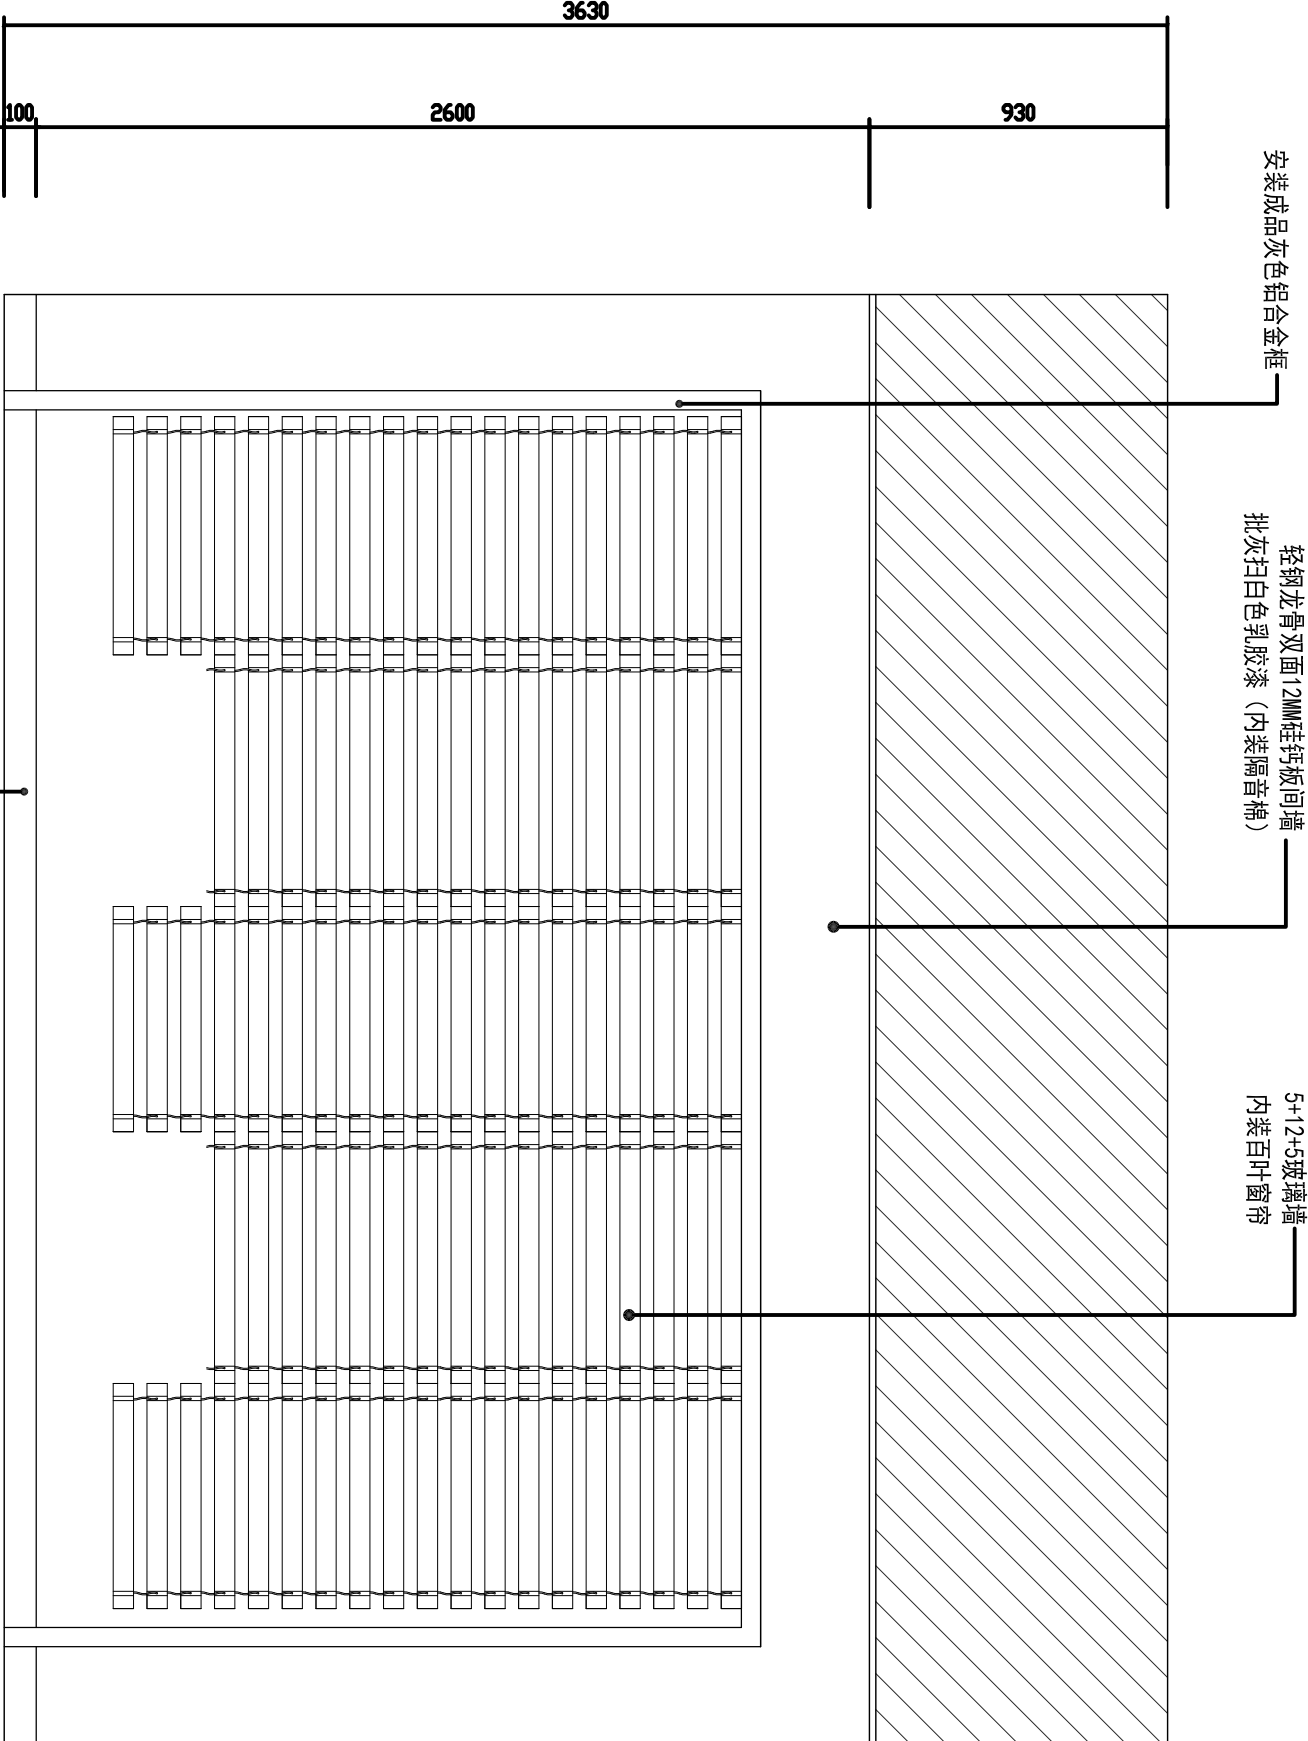 3630
100
2600
930
安装成品灰色铝合金框
轻钢龙骨双面12MM硅钙板间墙
批灰扫白色乳胶漆（内装隔音棉）
5+12+5玻璃墙
内装百叶窗帘